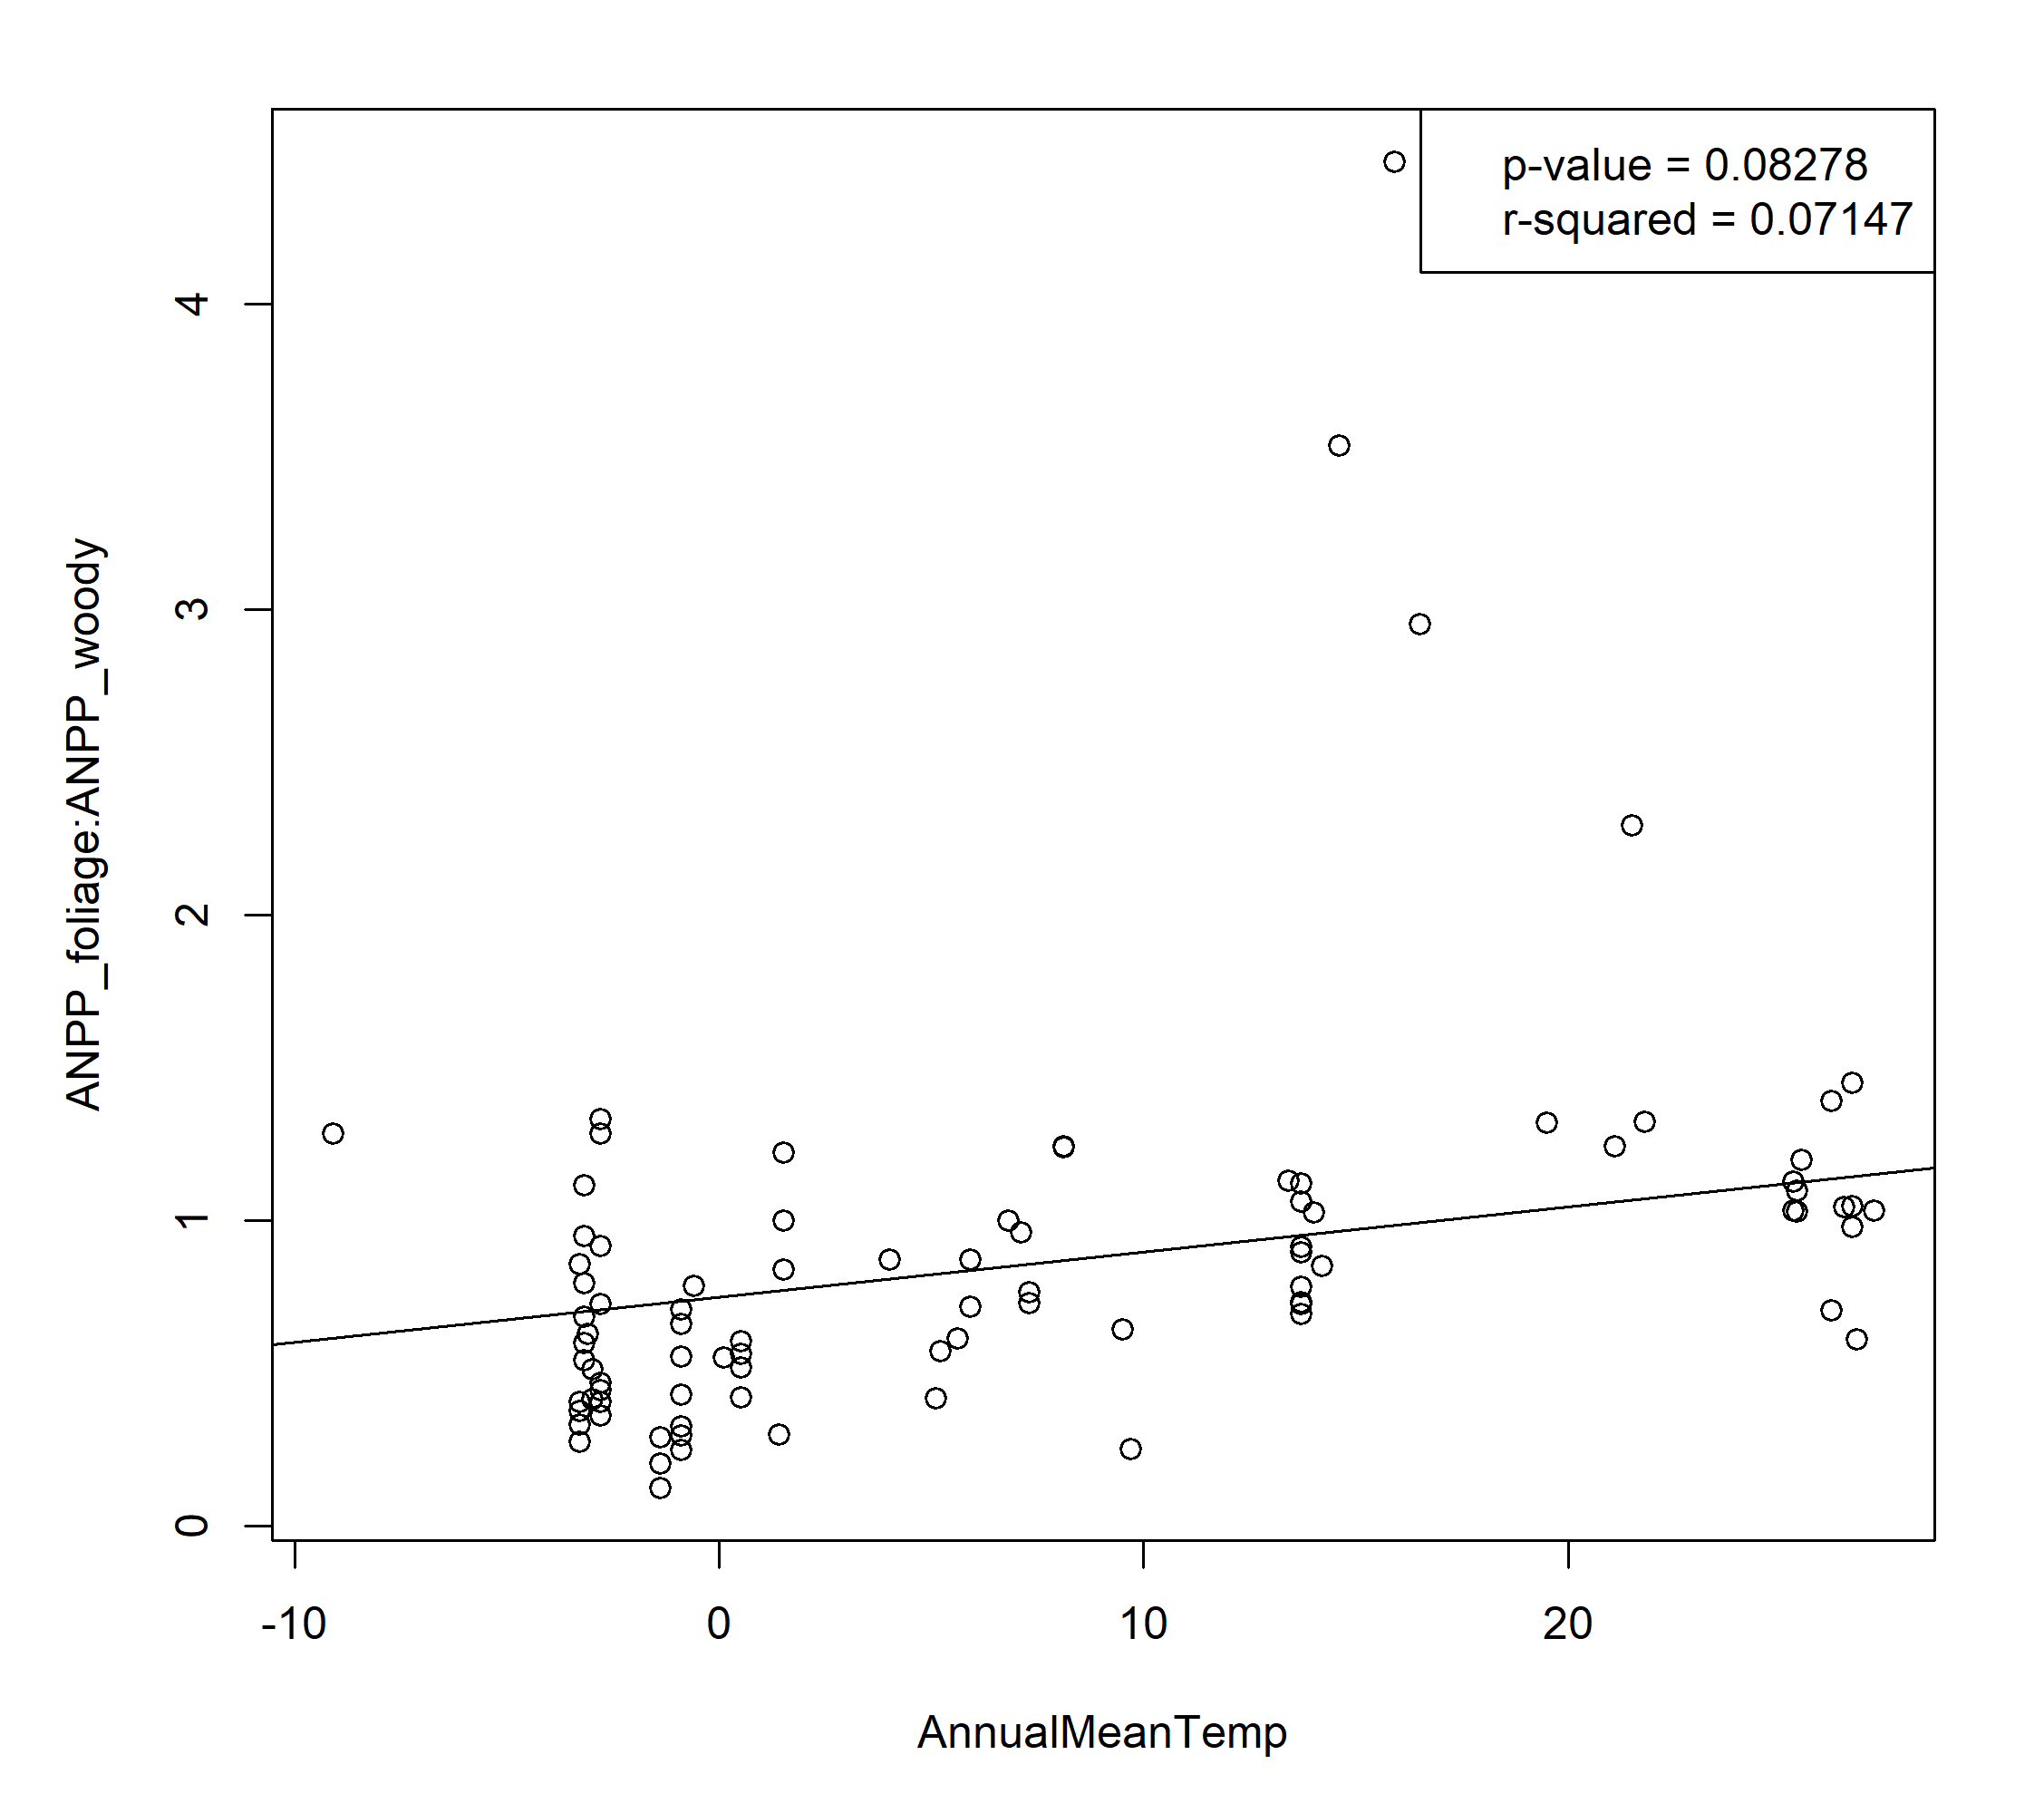 p-value = 0.08278
r-squared = 0.07147
4
3
2
1
0
ANPP_foliage:ANPP_woody
-10 0 10 20
AnnualMeanTemp